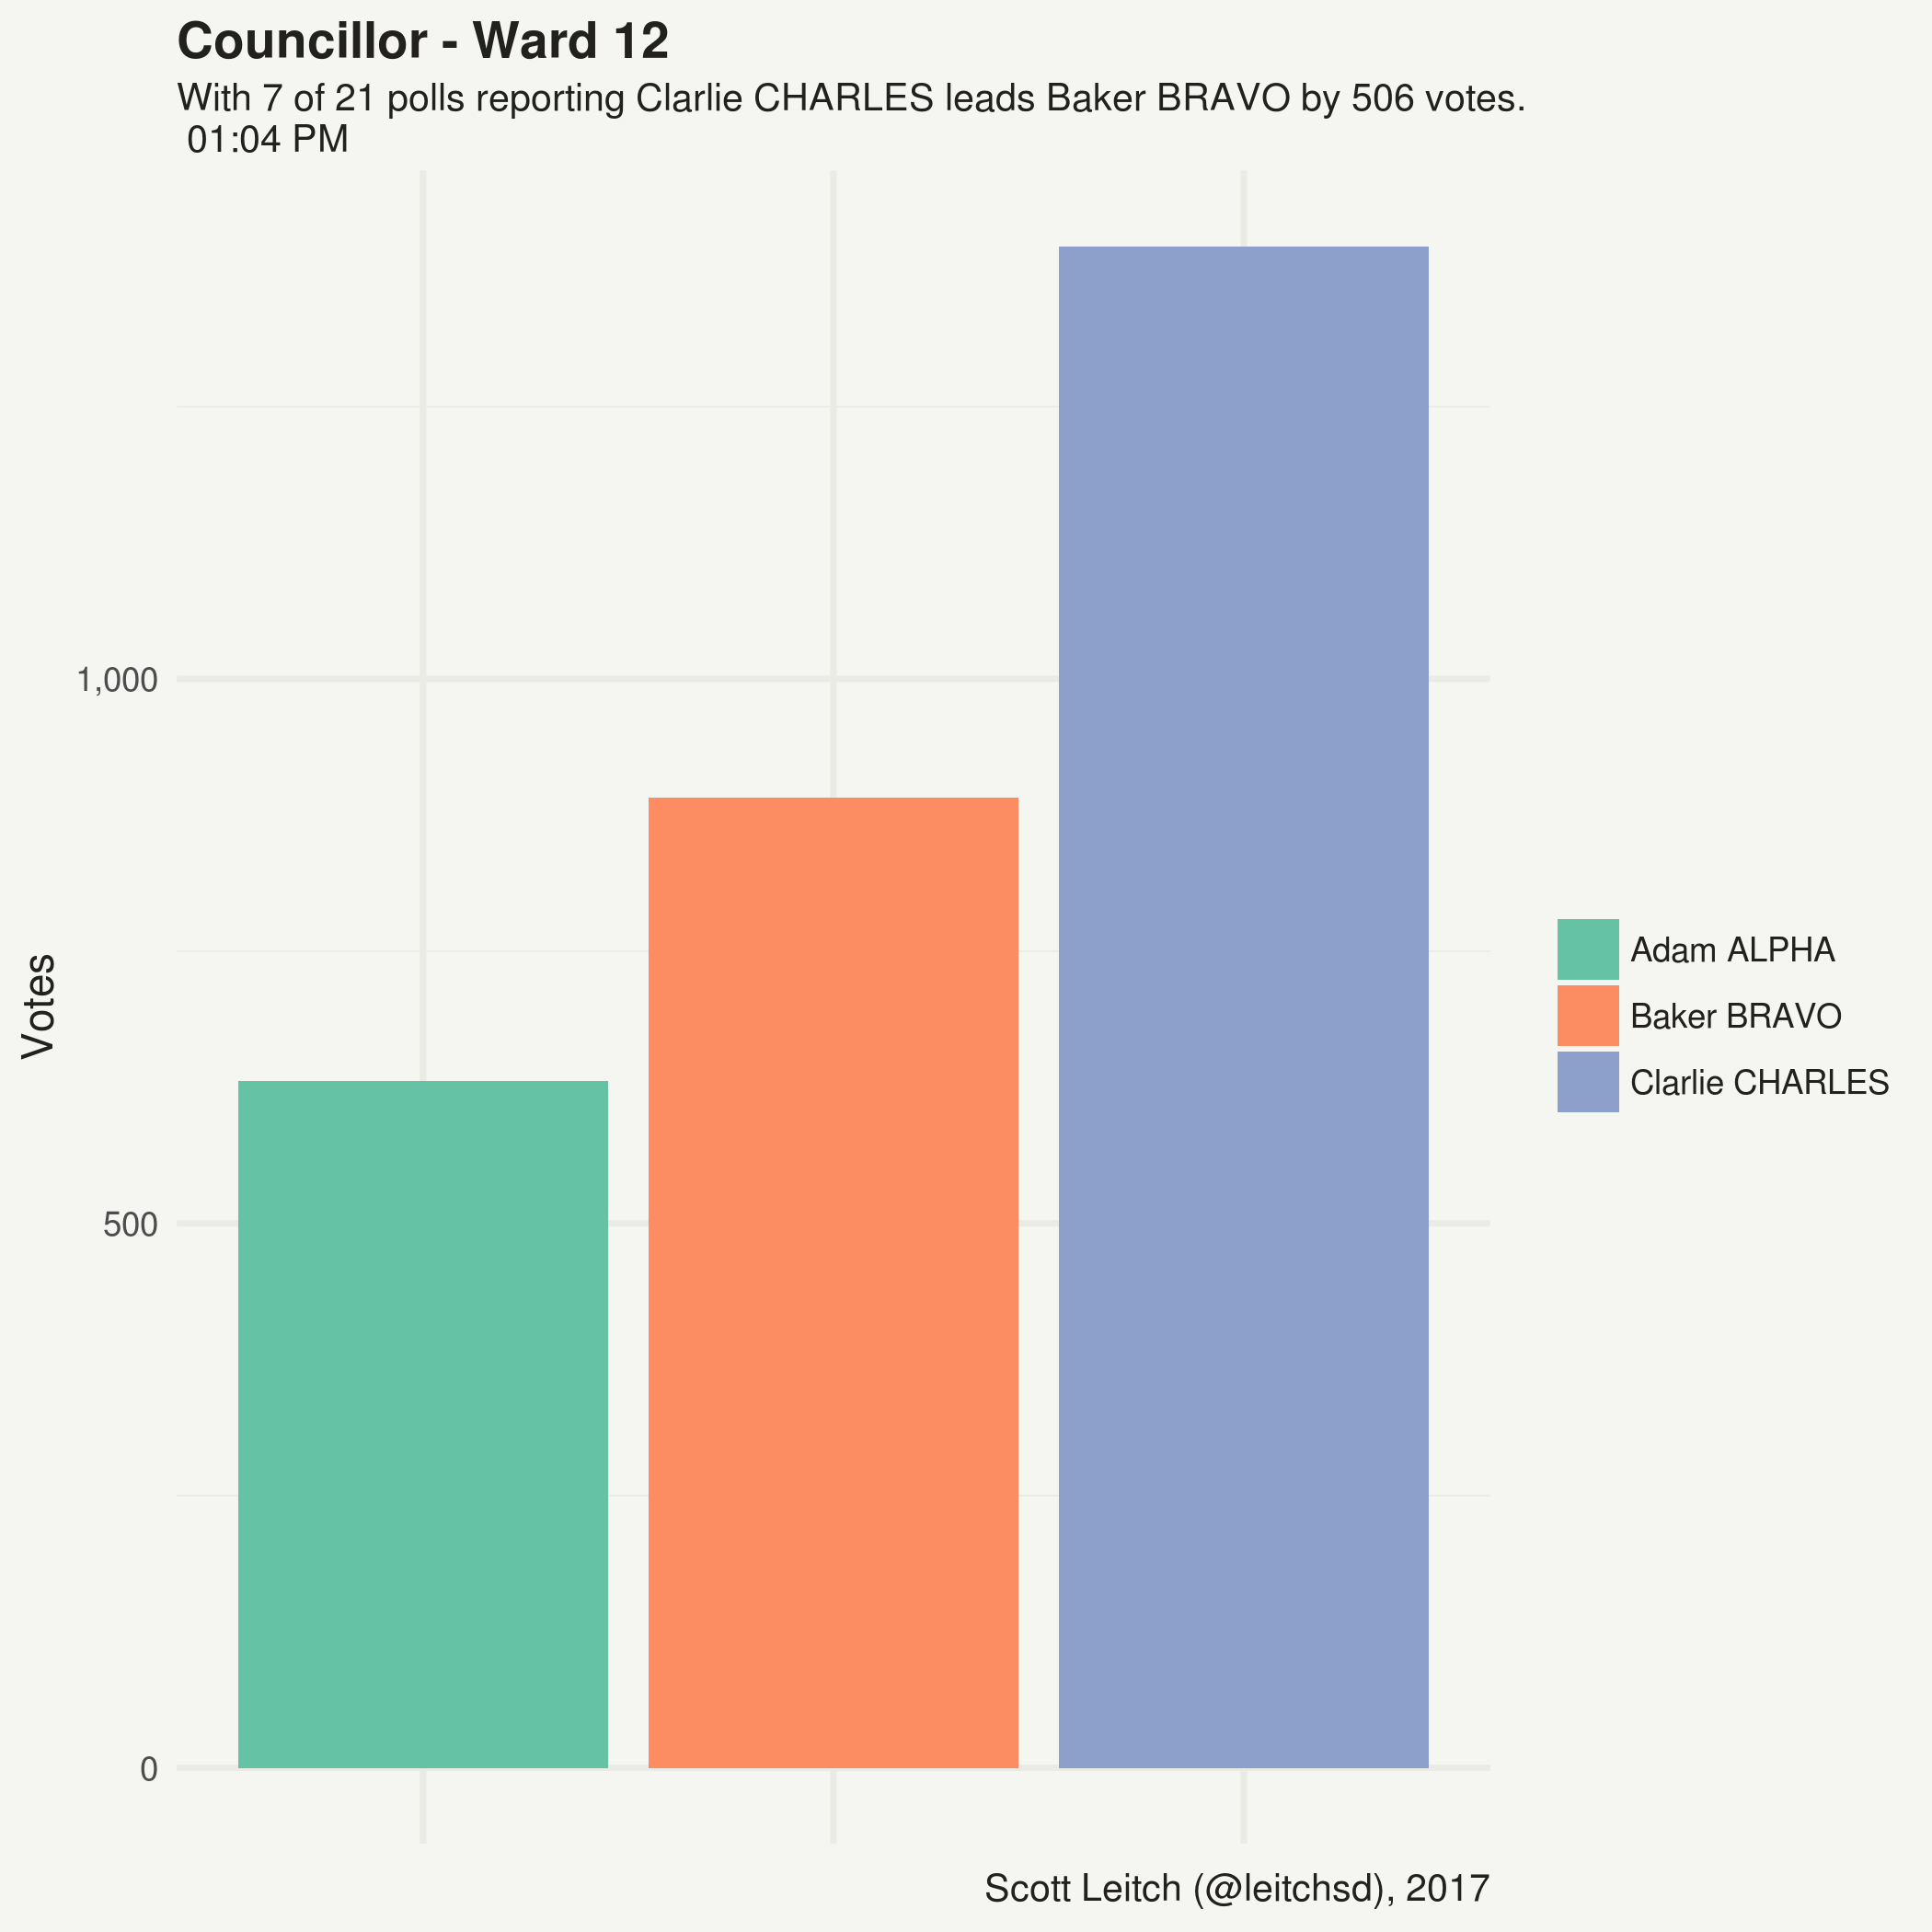 Councillor - Ward 12
With 7 of 21 polls reporting Clarlie CHARLES leads Baker BRAVO by 506 votes.
01:04 PM
1,000
500
0
Votes
Adam ALPHA
Baker BRAVO
Clarlie CHARLES
Scott Leitch (@leitchsd), 2017